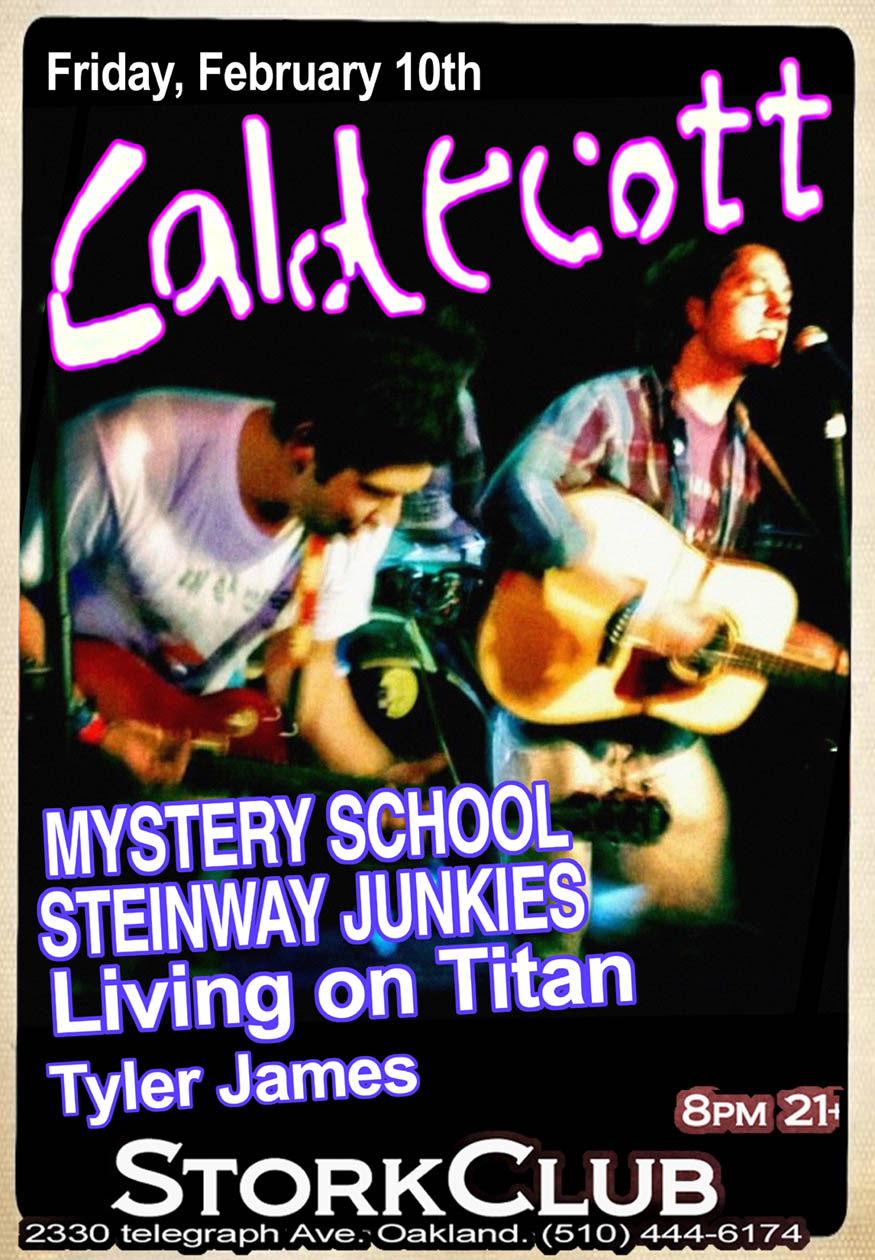 Friday, February 10th
Caldecott
MYSTERY SCHOOL
STEINWAY JUNKIES
Living on Titan
Tyler James
8PM 21+
STORKCLUB
2330 telegraph Ave. Oakland. (510) 444-6174